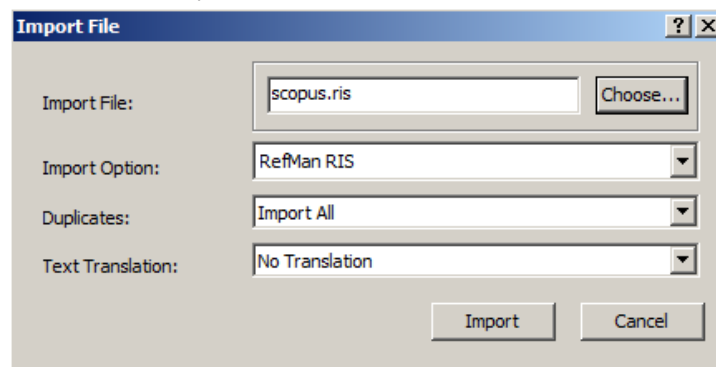 Import File
Import File: scopus.ris Choose...
Import Option: RefMan RIS
Duplicates: Import All
Text Translation: No Translation
Import Cancel